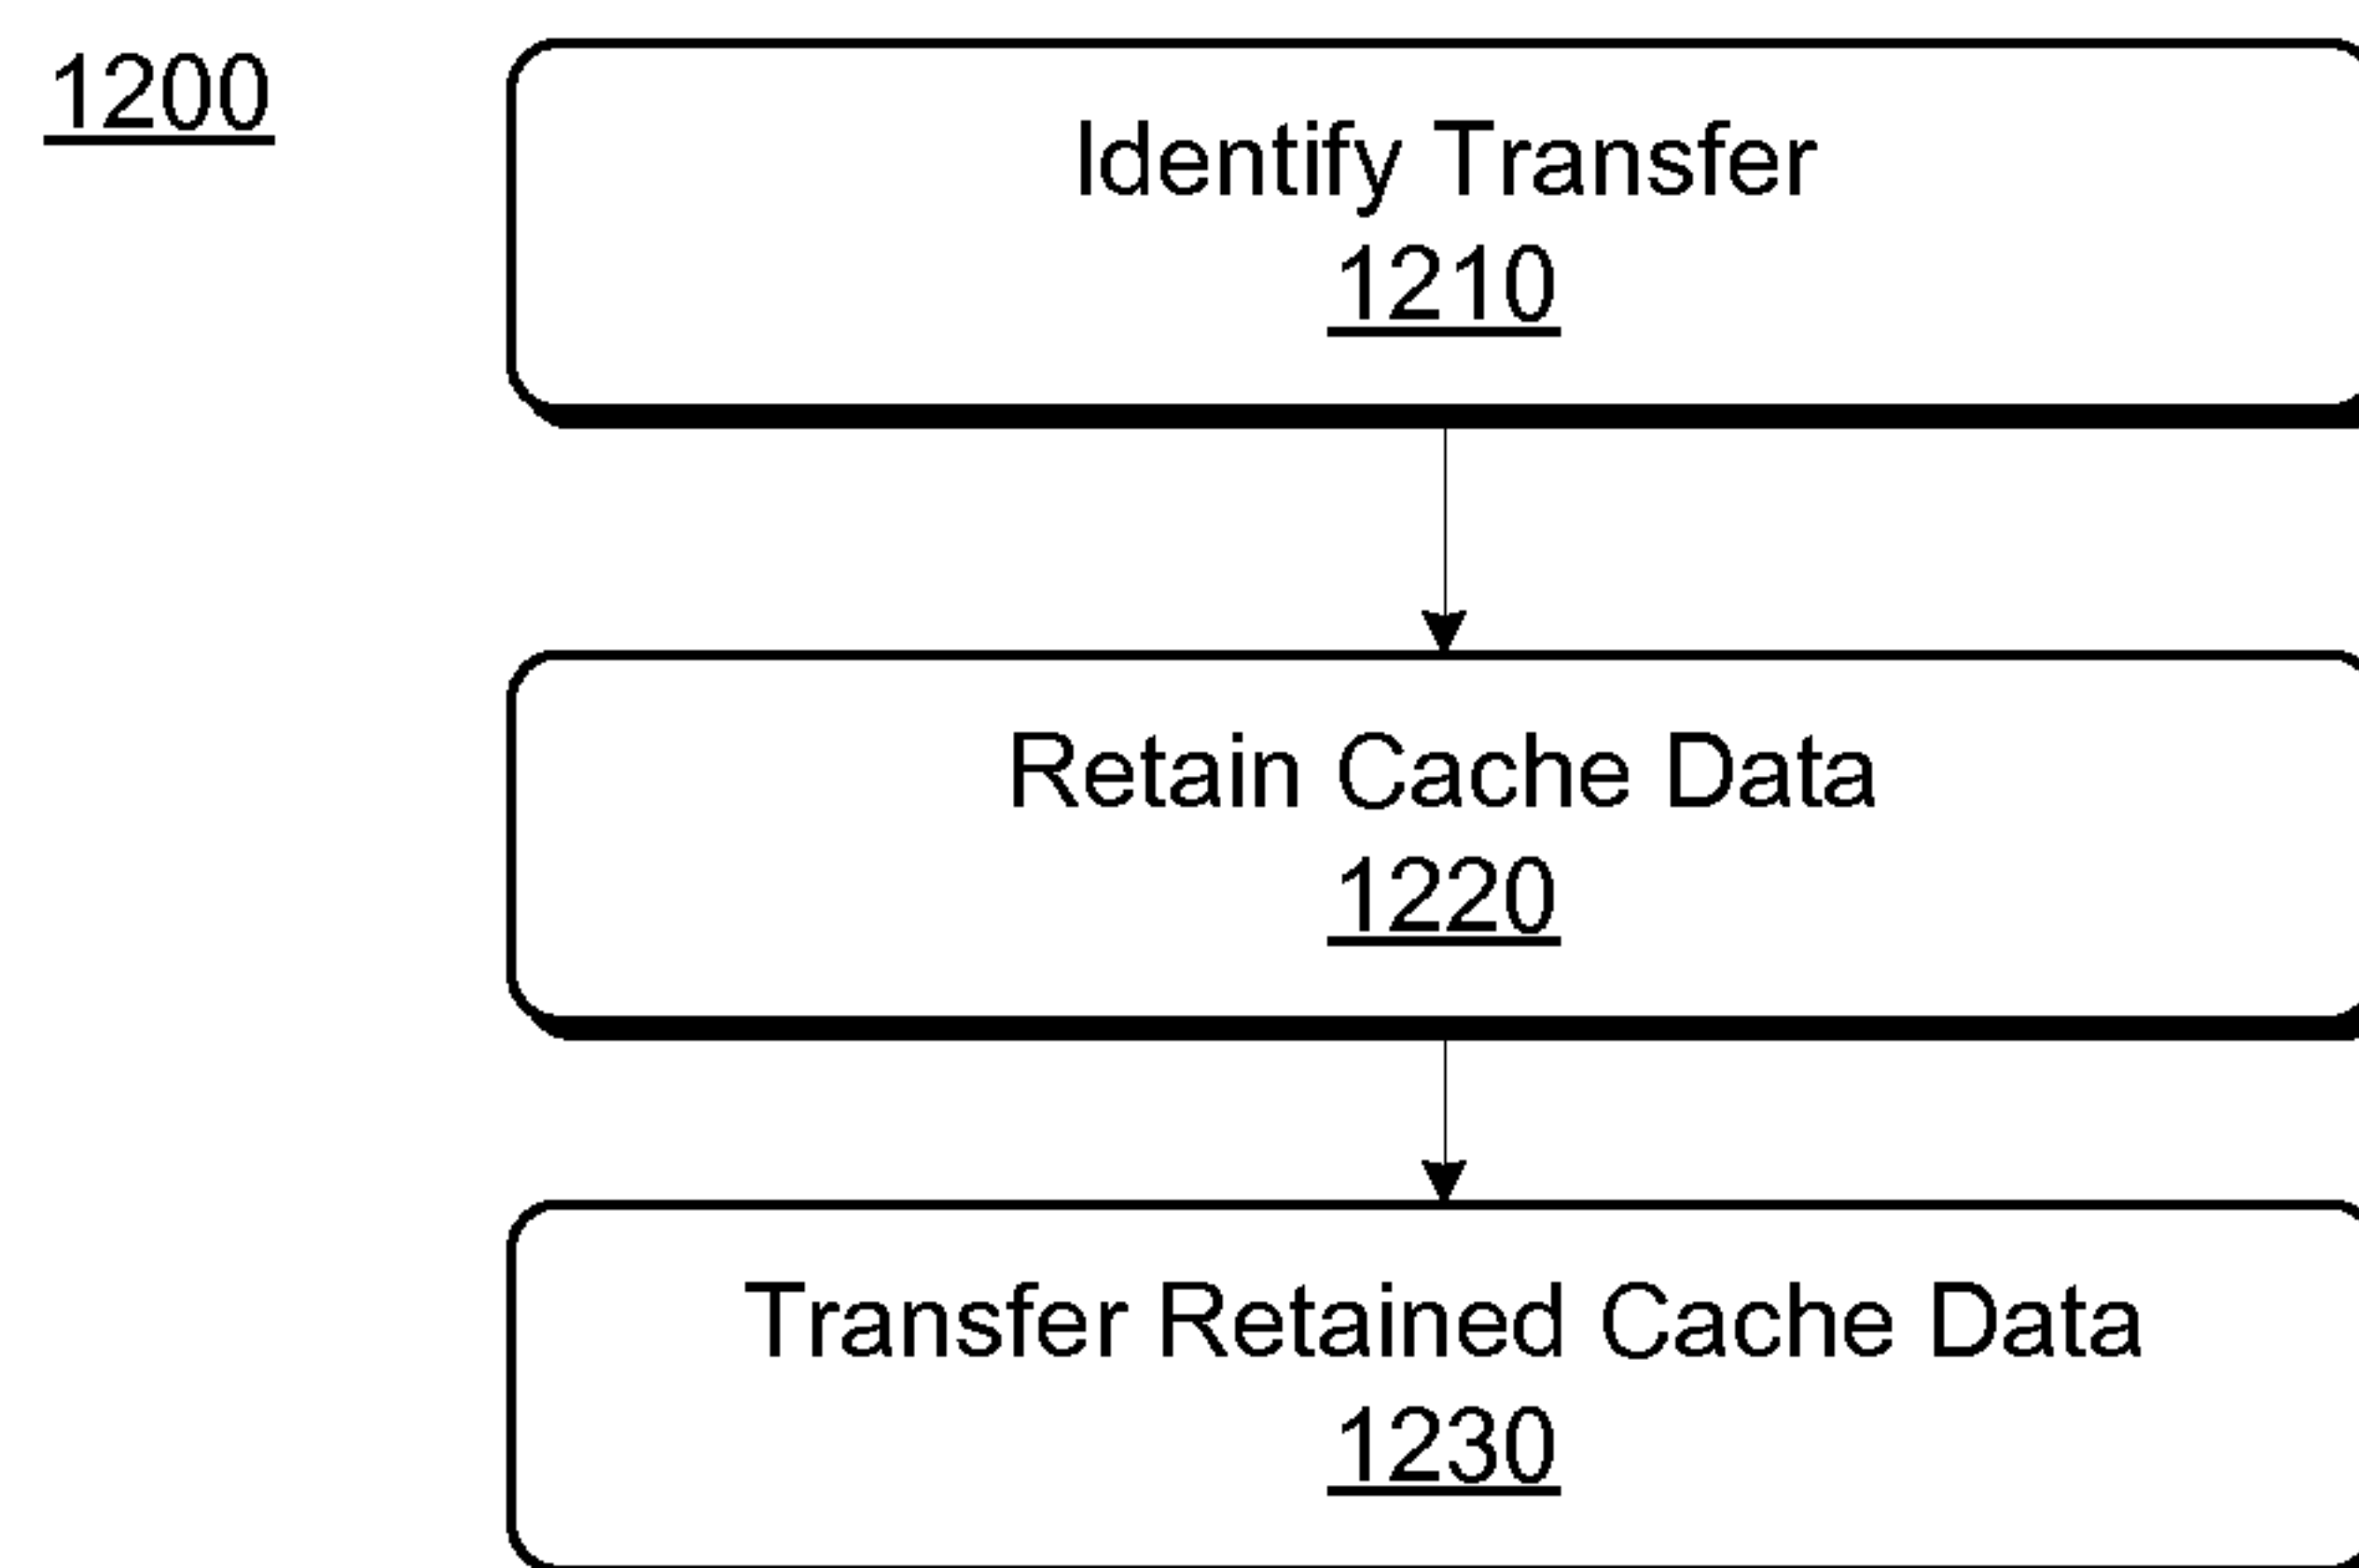 1200
Identify Transfer
1210
Retain Cache Data
1220
Transfer Retained Cache Data
1230